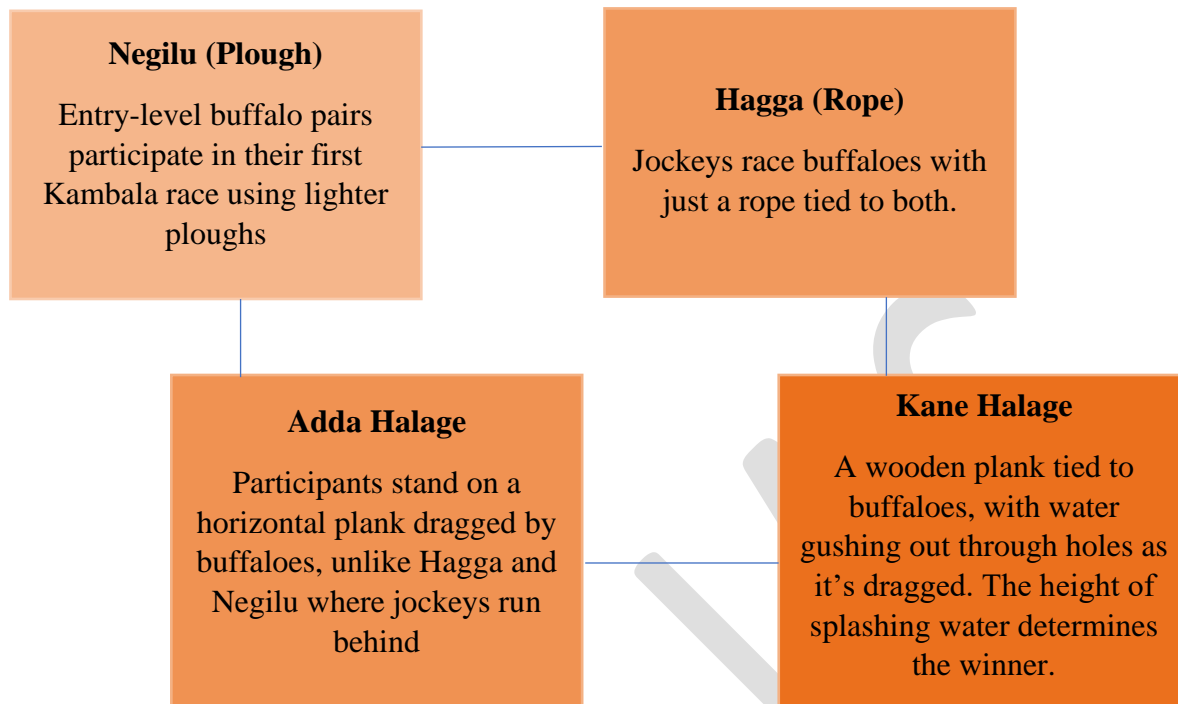 Negilu (Plough)
Entry-level buffalo pairs
participate in their first
Kambala race using lighter
ploughs
Hagga (Rope)
Jockeys race buffaloes with
just a rope tied to both.
Adda Halage
Participants stand on a
horizontal plank dragged by
buffaloes, unlike Hagga and
Negilu where jockeys run
behind
Kane Halage
A wooden plank tied to
buffaloes, with water
gushing out through holes as
it’s dragged. The height of
splashing water determines
the winner.